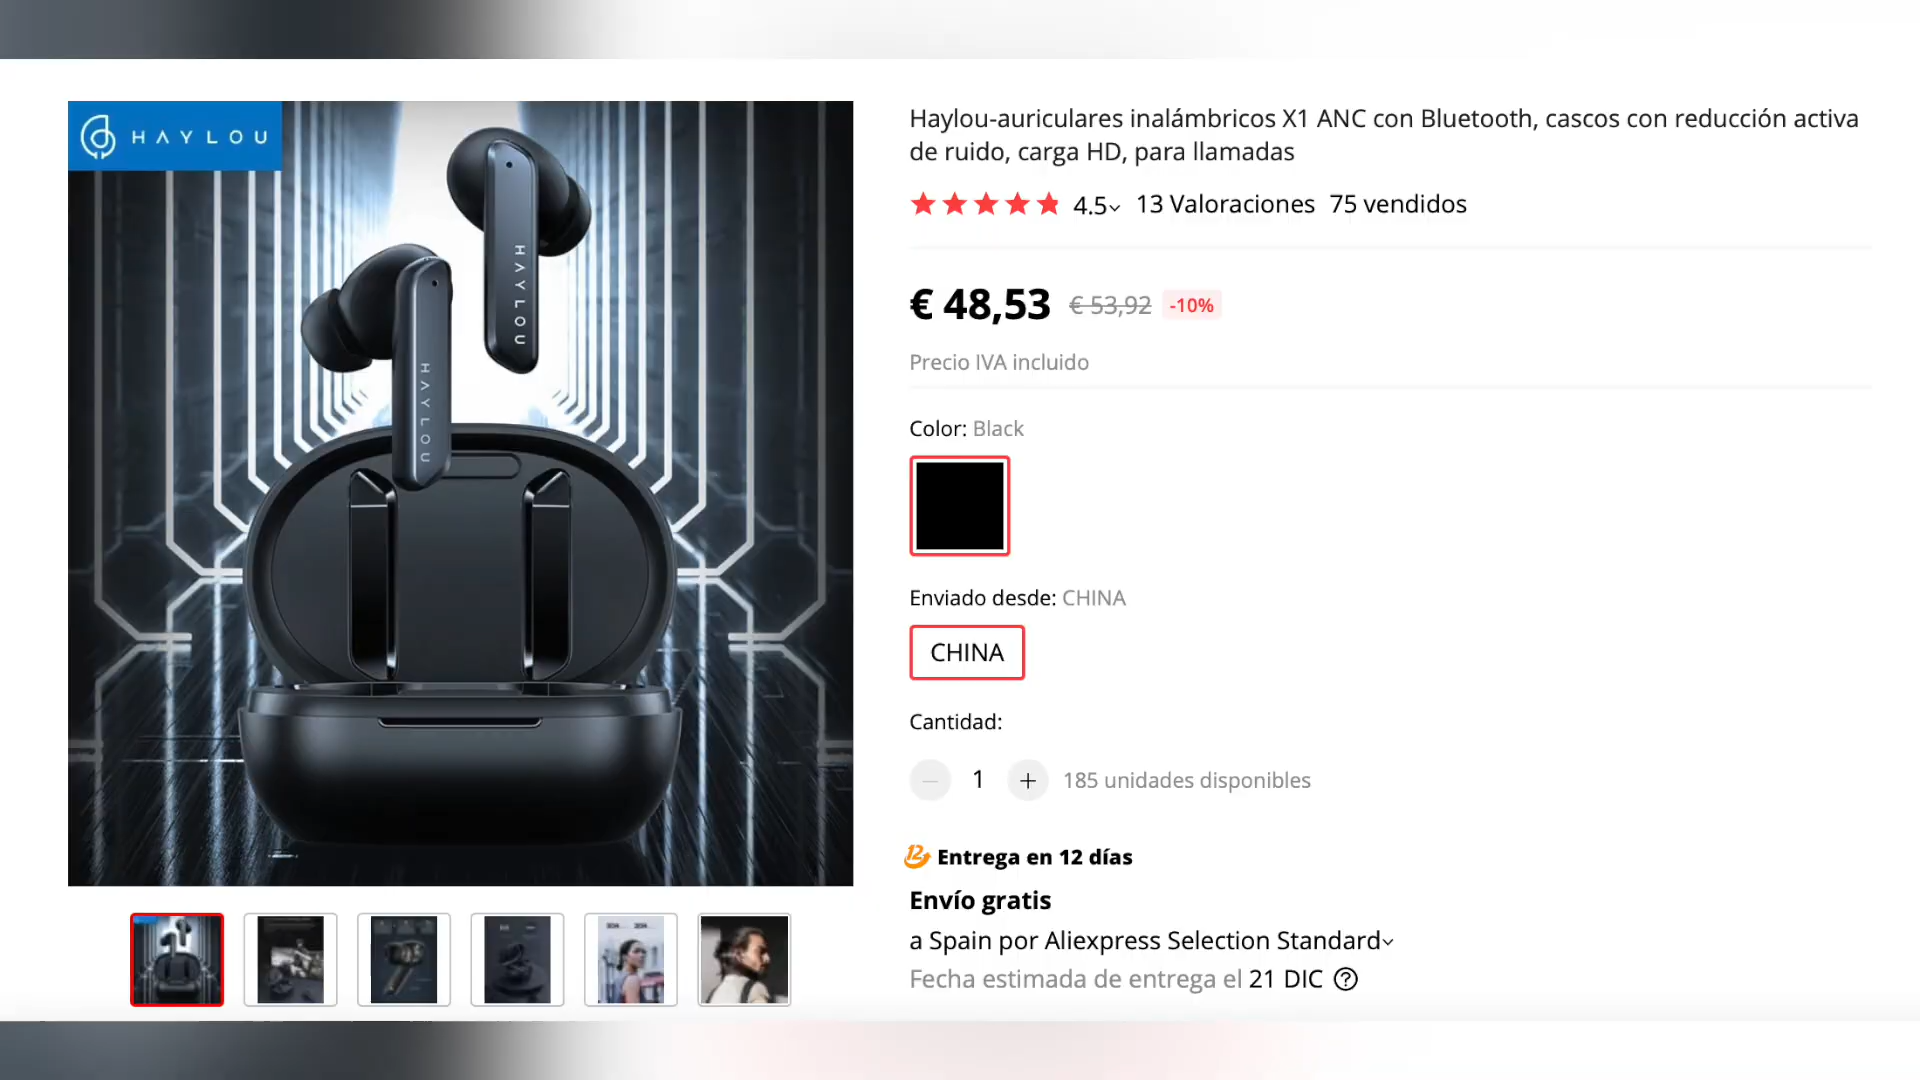 HAYLOU
HAYLOU
HAYLOU
Haylou-auriculares inalámbricos X1 ANC con Bluetooth, cascos con reducción activa
de ruido, carga HD, para llamadas
4.5 13 Valoraciones 75 vendidos
€ 48,53 € 53,92 -10%
Precio IVA incluido
Color: Black
Enviado desde: CHINA
CHINA
Cantidad:
1 + 185 unidades disponibles
12 Entrega en 12 días
Envío gratis
a Spain por Aliexpress Selection Standard
Fecha estimada de entrega el 21 DIC ?